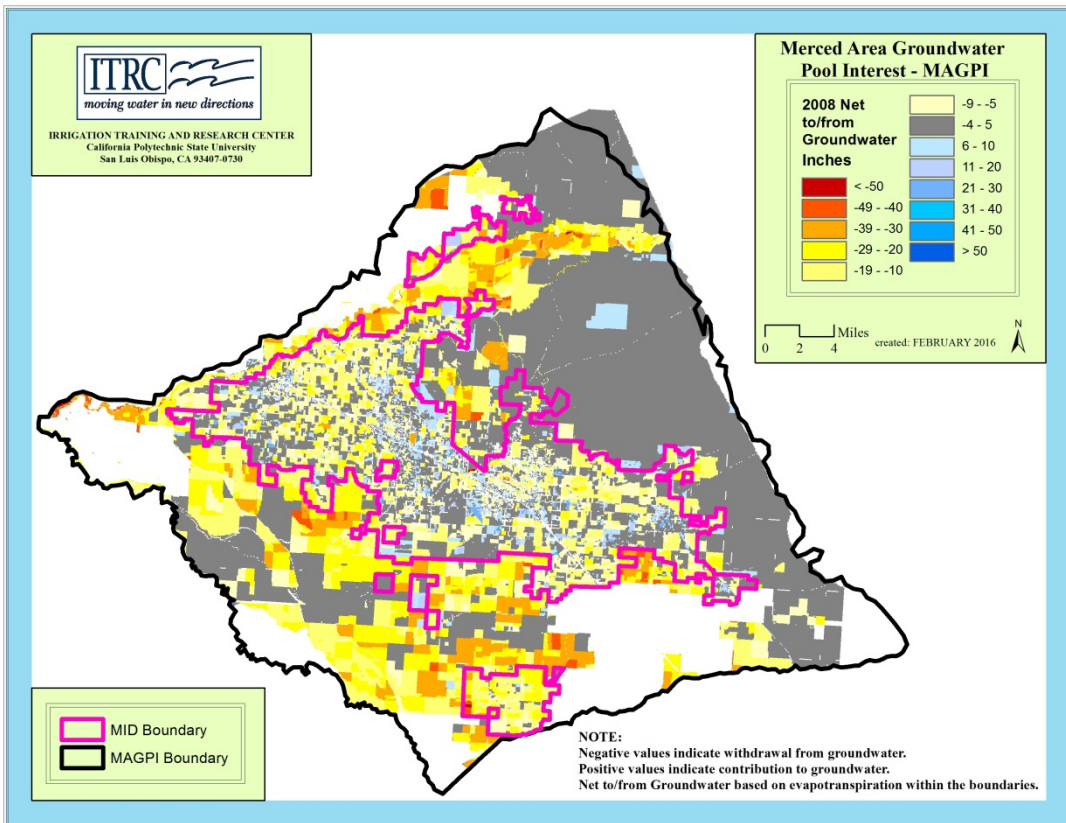 ITRC
moving water in new directions
IRRIGATION TRAINING AND RESEARCH CENTER
California Polytechnic State University
San Luis Obispo, CA 93407-0730
Merced Area Groundwater
Pool Interest - MAGPI
2008 Net
to/from
Groundwater
Inches
< -50
-49 - -40
-39 - -30
-29 - -20
-19 - -10
-9 - -5
-4 - 5
6 - 10
11 - 20
21 - 30
31 - 40
41 - 50
> 50
Miles
0 2 4
created: FEBRUARY 2016
N
MID Boundary
MAGPI Boundary
NOTE:
Negative values indicate withdrawal from groundwater.
Positive values indicate contribution to groundwater.
Net to/from Groundwater based on evapotranspiration within the boundaries.